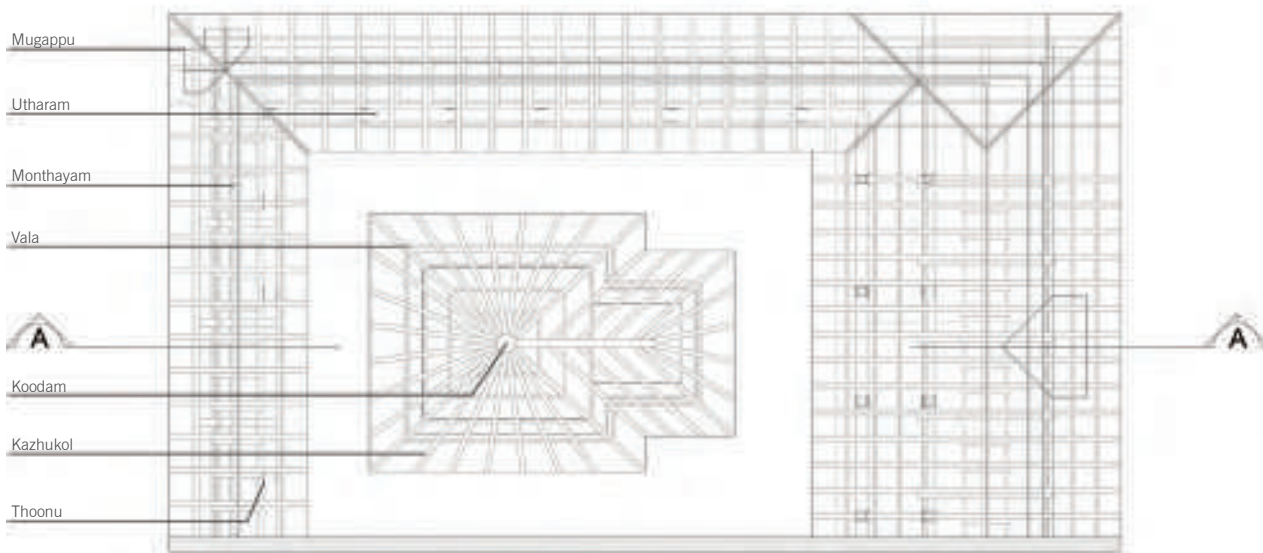 Mugappu
Utharam
Monthayam
Vala
A
A
Koodam
Kazhukol
Thoonu